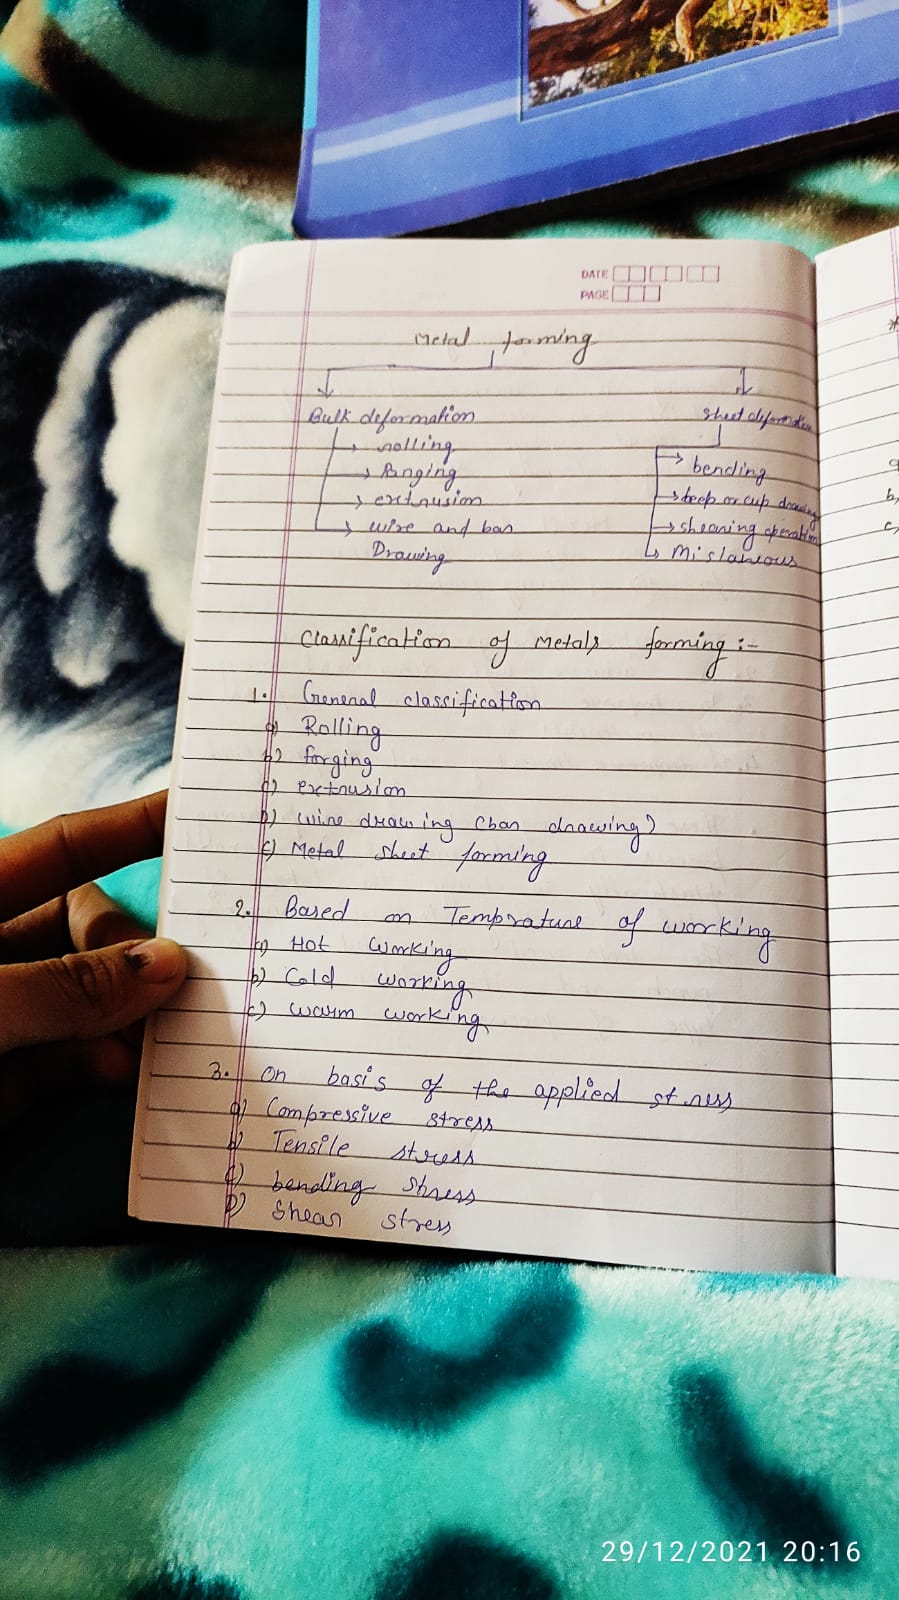 DATE
PAGE
Metal forming
Bulk deformation
rolling
forging
extrusion
wire and bar
Drawing
sheet deformation
bending
deep or cup drawing
shearing operation
Mislaneous
Classification of Metals forming :-
1. General classification
a) Rolling
b) forging
c) extrusion
D) wire drawing (bar drawing)
E) Metal sheet forming
2. Based on Temprature of working
a) Hot working
b) Cold working
c) warm working
3. on basis of the applied stress
a) Compressive stress
b) Tensile stress
c) bending stress
D) Shear stress
b,
c,
29/12/2021 20:16